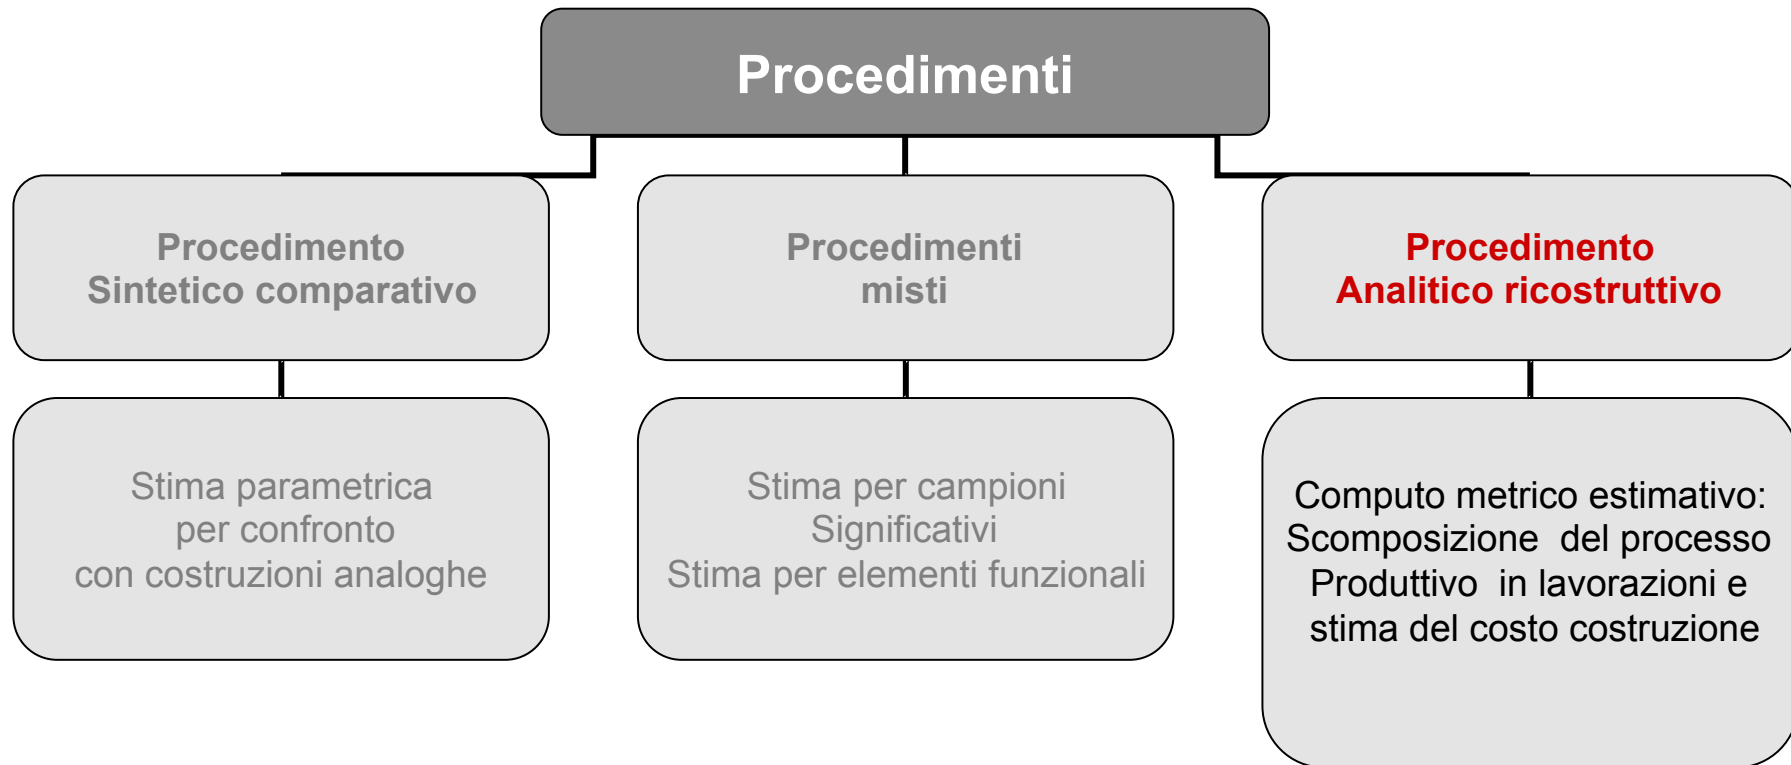 Procedimenti
Procedimento
Sintetico comparativo
Procedimenti
misti
Procedimento
Analitico ricostruttivo
Stima parametrica
per confronto
con costruzioni analoghe
Stima per campioni
Significativi
Stima per elementi funzionali
Computo metrico estimativo:
Scomposizione del processo
Produttivo in lavorazioni e
stima del costo costruzione